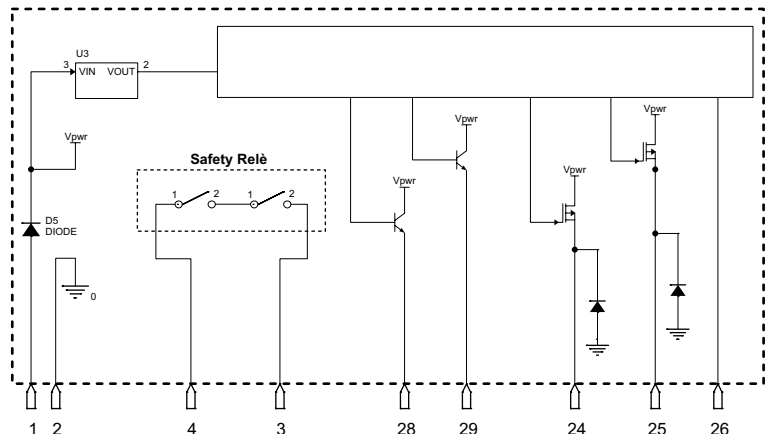 U3
3 VIN VOUT 2
Vpwr
Vpwr
Safety Relè
Vpwr
Vpwr
Vpwr
1 2 1 2
D5
DIODE
0
1 2 4 3 28 29 24 25 26